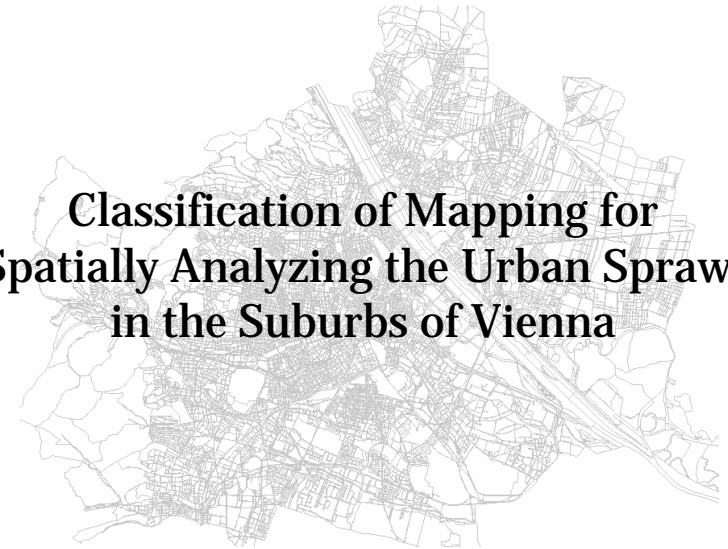 Classification of Mapping for
Spatially Analyzing the Urban Spraw
in the Suburbs of Vienna